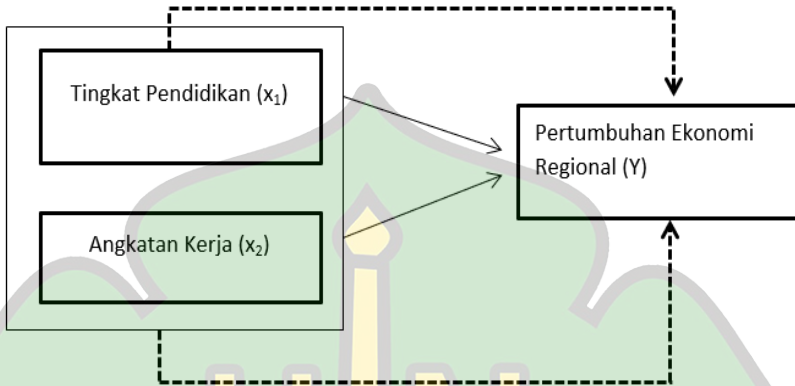 Tingkat Pendidikan (x₁)
Pertumbuhan Ekonomi
Regional (Y)
Angkatan Kerja (x₂)